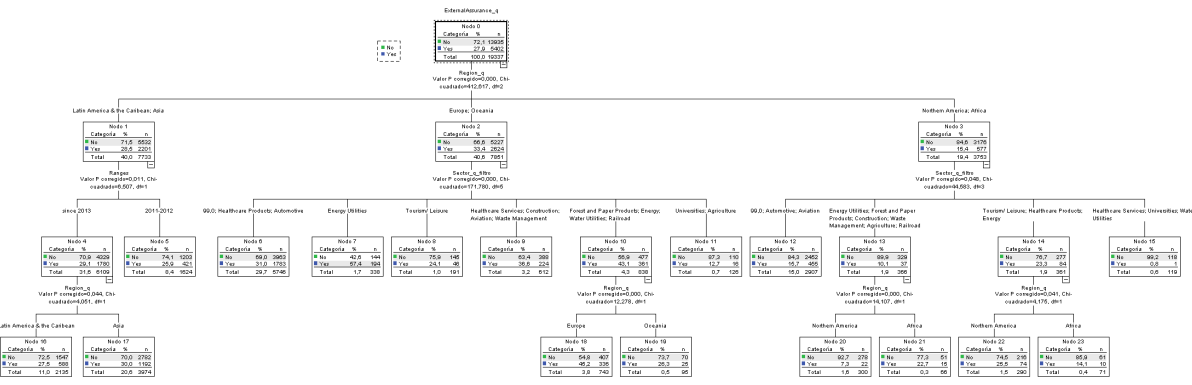 ExternalAssurance_q
No
Yes
Nodo 0
Categoría % n
No 72,1 13935
Yes 27,9 5402
Total 100,0 19337
Region_q
Valor P corregido=0,000, Chi-
cuadrado=412,617, df=2
Latin America & the Caribean; Asia
Europe; Oceania
Northern America; Africa
Nodo 1
Categoría % n
No 71,5 5532
Yes 28,5 2201
Total 40,0 7733
Nodo 2
Categoría % n
No 66,6 5227
Yes 33,4 2624
Total 40,6 7851
Nodo 3
Categoría % n
No 84,6 3176
Yes 15,4 577
Total 19,4 3753
Ranges
Valor P corregido=0,011, Chi-
cuadrado=6,507, df=1
Sector_q_filtro
Valor P corregido=0,000, Chi-
cuadrado=171,780, df=5
Sector_q_filtro
Valor P corregido=0,048, Chi-
cuadrado=44,583, df=3
since 2013
2011-2012
99,0; Healthcare Products; Automotive
Energy Utilities
Tourism/ Leisure
Healthcare Services; Construction;
Aviation; Waste Management
Forest and Paper Products; Energy;
Water Utilities; Railroad
Universities; Agriculture
99,0; Automotive; Aviation
Energy Utilities; Forest and Paper
Products; Construction; Waste
Management; Agriculture; Railroad
Tourism/ Leisure; Healthcare Products;
Energy
Healthcare Services; Universities; Wate
Utilities
Nodo 4
Categoría % n
No 70,9 4329
Yes 29,1 1780
Total 31,6 6109
Nodo 5
Categoría % n
No 74,1 1203
Yes 25,9 421
Total 8,4 1624
Nodo 6
Categoría % n
No 69,0 3963
Yes 31,0 1783
Total 29,7 5746
Nodo 7
Categoría % n
No 42,6 144
Yes 57,4 194
Total 1,7 338
Nodo 8
Categoría % n
No 75,9 145
Yes 24,1 46
Total 1,0 191
Nodo 9
Categoría % n
No 63,4 388
Yes 36,6 224
Total 3,2 612
Nodo 10
Categoría % n
No 56,9 477
Yes 43,1 361
Total 4,3 838
Nodo 11
Categoría % n
No 87,3 110
Yes 12,7 16
Total 0,7 126
Nodo 12
Categoría % n
No 84,3 2452
Yes 15,7 455
Total 15,0 2907
Nodo 13
Categoría % n
No 89,9 329
Yes 10,1 37
Total 1,9 366
Nodo 14
Categoría % n
No 76,7 277
Yes 23,3 84
Total 1,9 361
Nodo 15
Categoría % n
No 99,2 118
Yes 0,8 1
Total 0,6 119
Region_q
Valor P corregido=0,044, Chi-
cuadrado=4,051, df=1
Region_q
Valor P corregido=0,000, Chi-
cuadrado=12,278, df=1
Region_q
Valor P corregido=0,000, Chi-
cuadrado=14,107, df=1
Region_q
Valor P corregido=0,041, Chi-
cuadrado=4,175, df=1
Latin America & the Caribean
Asia
Europe
Oceania
Northern America
Africa
Northern America
Africa
Nodo 16
Categoría % n
No 72,5 1547
Yes 27,5 588
Total 11,0 2135
Nodo 17
Categoría % n
No 70,0 2782
Yes 30,0 1192
Total 20,6 3974
Nodo 18
Categoría % n
No 54,8 407
Yes 45,2 336
Total 3,8 743
Nodo 19
Categoría % n
No 73,7 70
Yes 26,3 25
Total 0,5 95
Nodo 20
Categoría % n
No 92,7 278
Yes 7,3 22
Total 1,6 300
Nodo 21
Categoría % n
No 77,3 51
Yes 22,7 15
Total 0,3 66
Nodo 22
Categoría % n
No 74,5 216
Yes 25,5 74
Total 1,5 290
Nodo 23
Categoría % n
No 85,9 61
Yes 14,1 10
Total 0,4 71